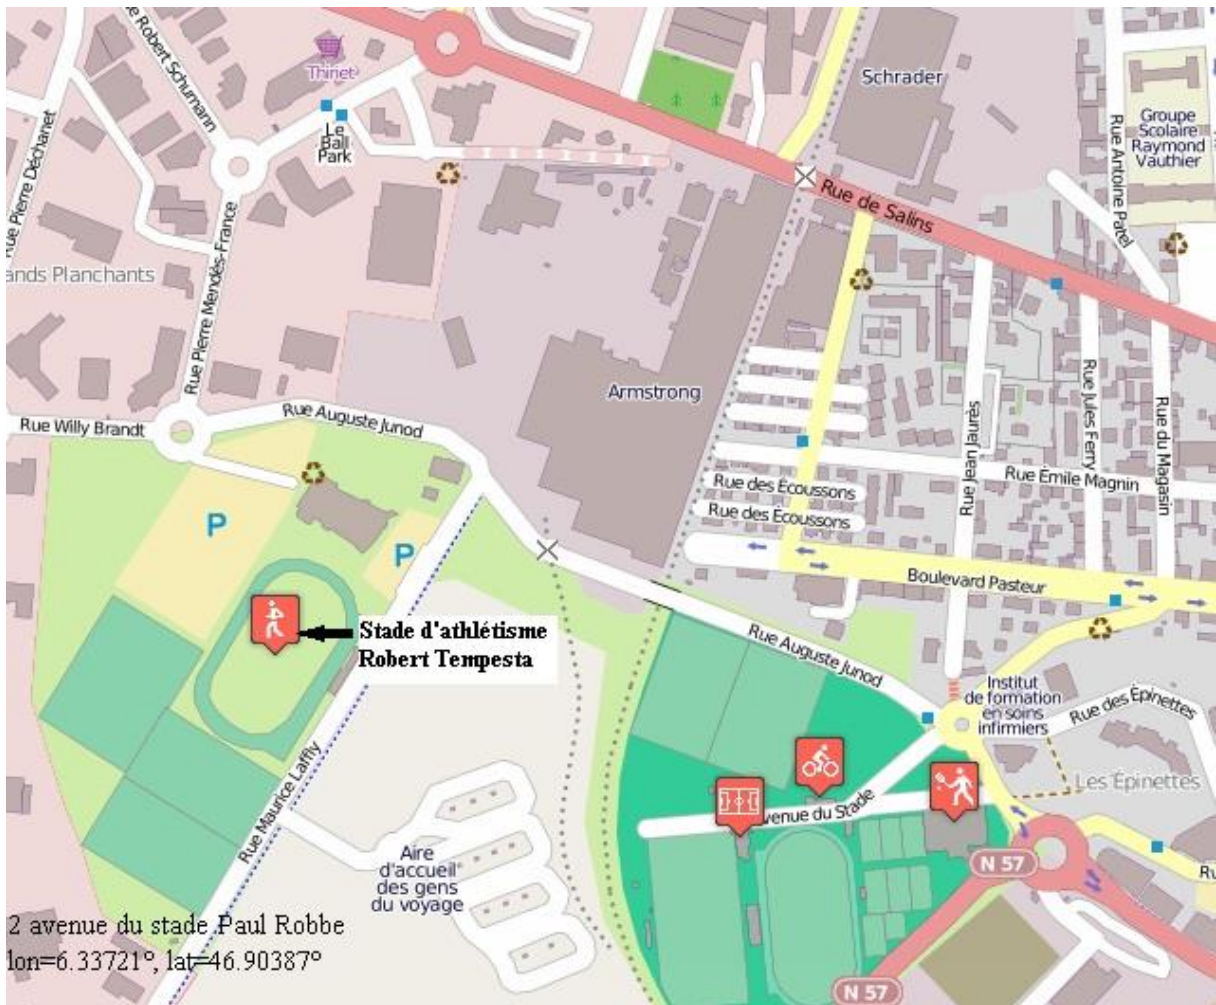 Rue Robert Schumann
Thiriet
Le
Ball
Park
Schrader
Groupe
Scolaire
Raymond
Vauthier
Rue Antoine Patel
Rue de Salins
Rue Pierre Déchanet
ands Planchants
Rue Pierre Mendès-France
Armstrong
Rue Auguste Junod
Rue Willy Brandt
Rue Jean Jaurès
Rue Jules Ferry
Rue du Magasin
Rue Émile Magnin
Rue des Écoussons
Rue des Écoussons
P
P
Boulevard Pasteur
Stade d'athlétisme
Robert Tempesta
Rue Auguste Junod
Institut
de formation
en soins
infirmiers
Rue des Épinettes
Les Épinettes
Rue Maurice Laffly
venue du Stade
Aire
d'accueil
des gens
du voyage
N 57
Ru
2 avenue du stade Paul Robbe
lon=6.33721°, lat=46.90387°
N 57